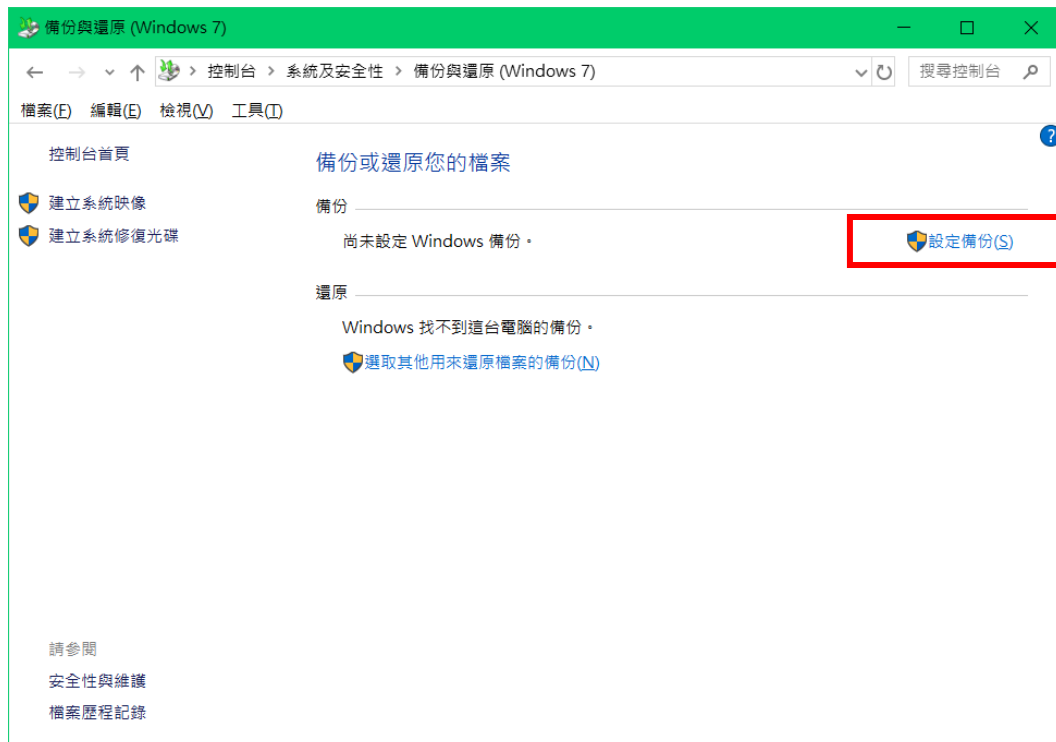 備份與還原 (Windows 7)
控制台 > 系統及安全性 > 備份與還原 (Windows 7)
搜尋控制台
檔案(F) 編輯(E) 檢視(V) 工具(T)
?
控制台首頁
建立系統映像
建立系統修復光碟
備份或還原您的檔案
備份
尚未設定 Windows 備份。
設定備份(S)
還原
Windows 找不到這台電腦的備份。
選取其他用來還原檔案的備份(N)
請參閱
安全性與維護
檔案歷程記錄